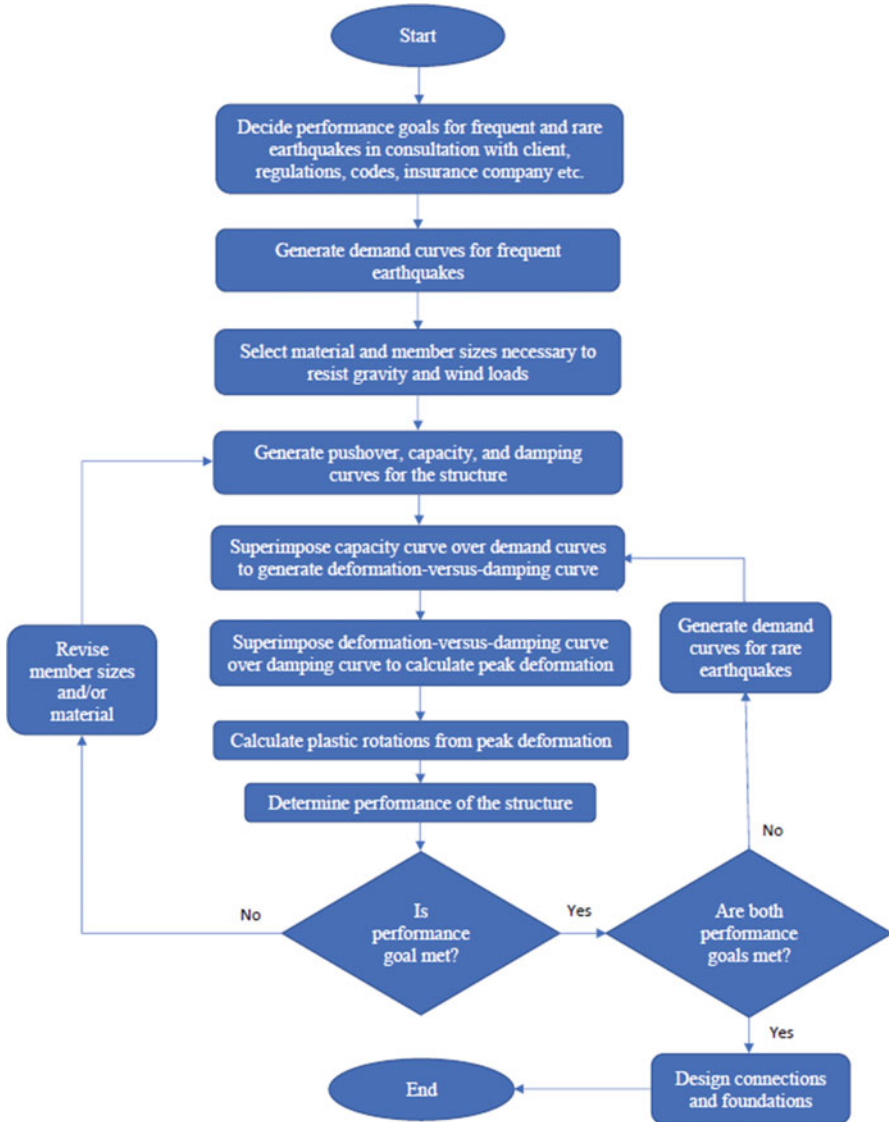 Start
Decide performance goals for frequent and rare
earthquakes in consultation with client,
regulations, codes, insurance company etc.
Generate demand curves for frequent
earthquakes
Select material and member sizes necessary to
resist gravity and wind loads
Generate pushover, capacity, and damping
curves for the structure
Superimpose capacity curve over demand curves
to generate deformation-versus-damping curve
Revise
member sizes
and/or
material
Superimpose deformation-versus-damping curve
over damping curve to calculate peak deformation
Generate demand
curves for rare
earthquakes
Calculate plastic rotations from peak deformation
Determine performance of the structure
No
No
Is
performance
goal met?
Yes
Are both
performance
goals met?
Yes
End
Design connections
and foundations